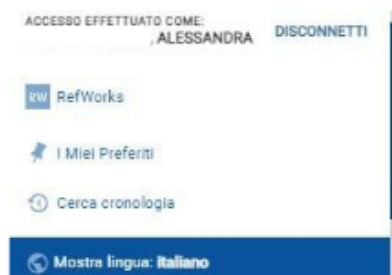 ACCESSO EFFETTUATO COME:
, ALESSANDRA
DISCONNETTI
RW RefWorks
I Miei Preferiti
Cerca cronologia
Mostra lingua: Italiano